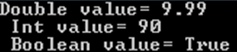 Double value= 9.99
Int value= 90
Boolean value= True